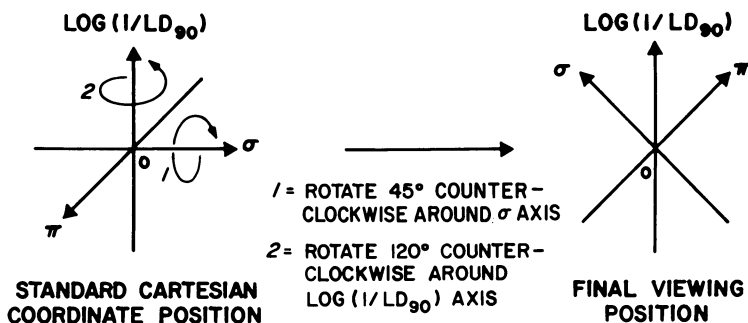 LOG (1/LD90)
2
σ
0
1
π
STANDARD CARTESIAN
COORDINATE POSITION
1 = ROTATE 45° COUNTER-
CLOCKWISE AROUND σ AXIS
2 = ROTATE 120° COUNTER-
CLOCKWISE AROUND
LOG (1/LD90) AXIS
LOG (1/LD90)
σ
π
0
FINAL VIEWING
POSITION